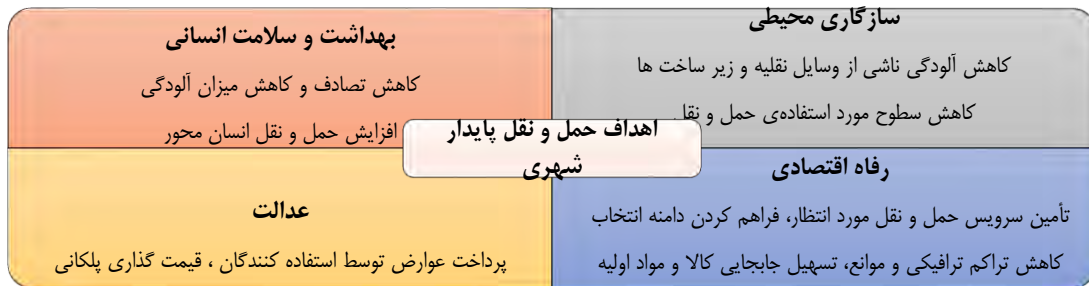 سازگاری محیطی
کاهش آلودگی ناشی از وسایل نقلیه و زیر ساخت ها
کاهش سطوح مورد استفاده‌ی حمل و نقل
بهداشت و سلامت انسانی
کاهش تصادف و کاهش میزان آلودگی
افزایش حمل و نقل انسان محور
اهداف حمل و نقل پایدار
شهری
رفاه اقتصادی
تأمین سرویس حمل و نقل مورد انتظار، فراهم کردن دامنه انتخاب
کاهش تراکم ترافیکی و موانع، تسهیل جابجایی کالا و مواد اولیه
عدالت
پرداخت عوارض توسط استفاده کنندگان ، قیمت گذاری پلکانی